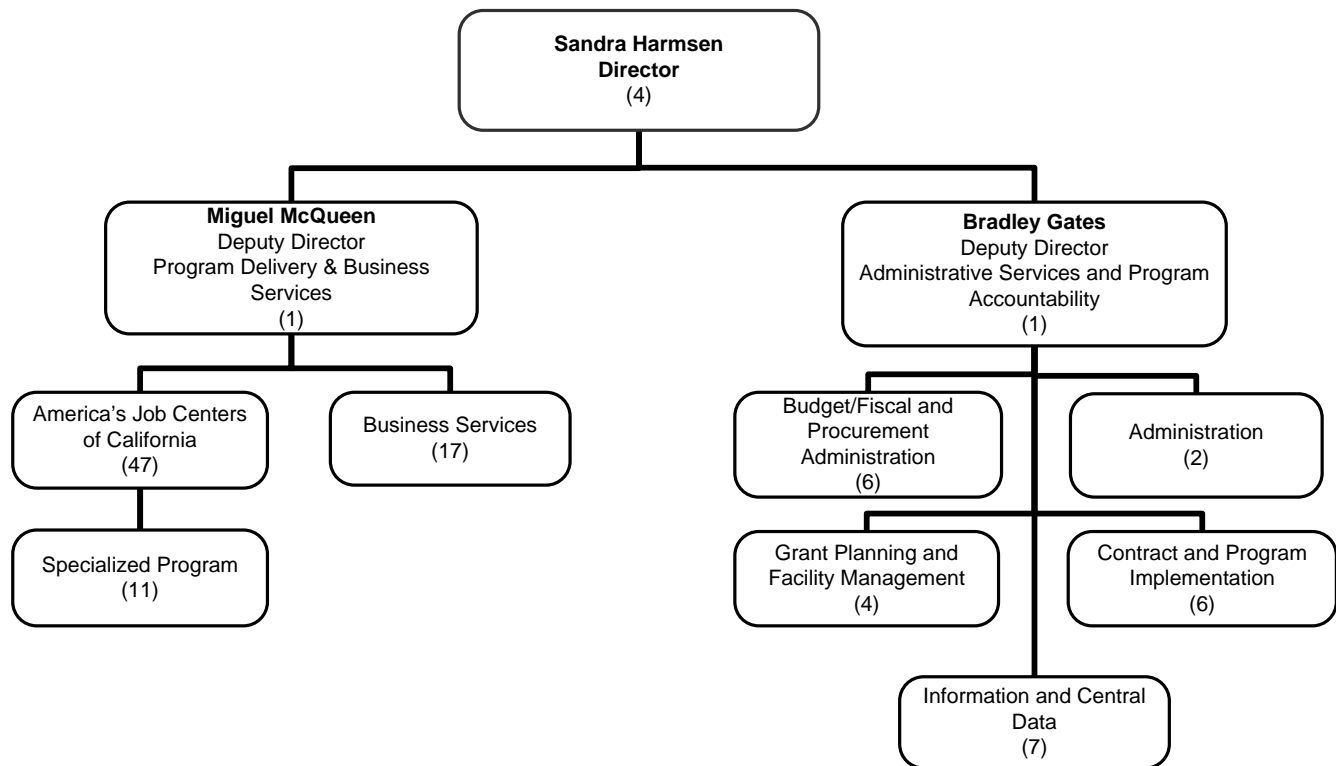 Sandra Harmsen
Director
(4)
Miguel McQueen
Deputy Director
Program Delivery & Business
Services
(1)
Bradley Gates
Deputy Director
Administrative Services and Program
Accountability
(1)
America’s Job Centers
of California
(47)
Business Services
(17)
Budget/Fiscal and
Procurement
Administration
(6)
Administration
(2)
Specialized Program
(11)
Grant Planning and
Facility Management
(4)
Contract and Program
Implementation
(6)
Information and Central
Data
(7)